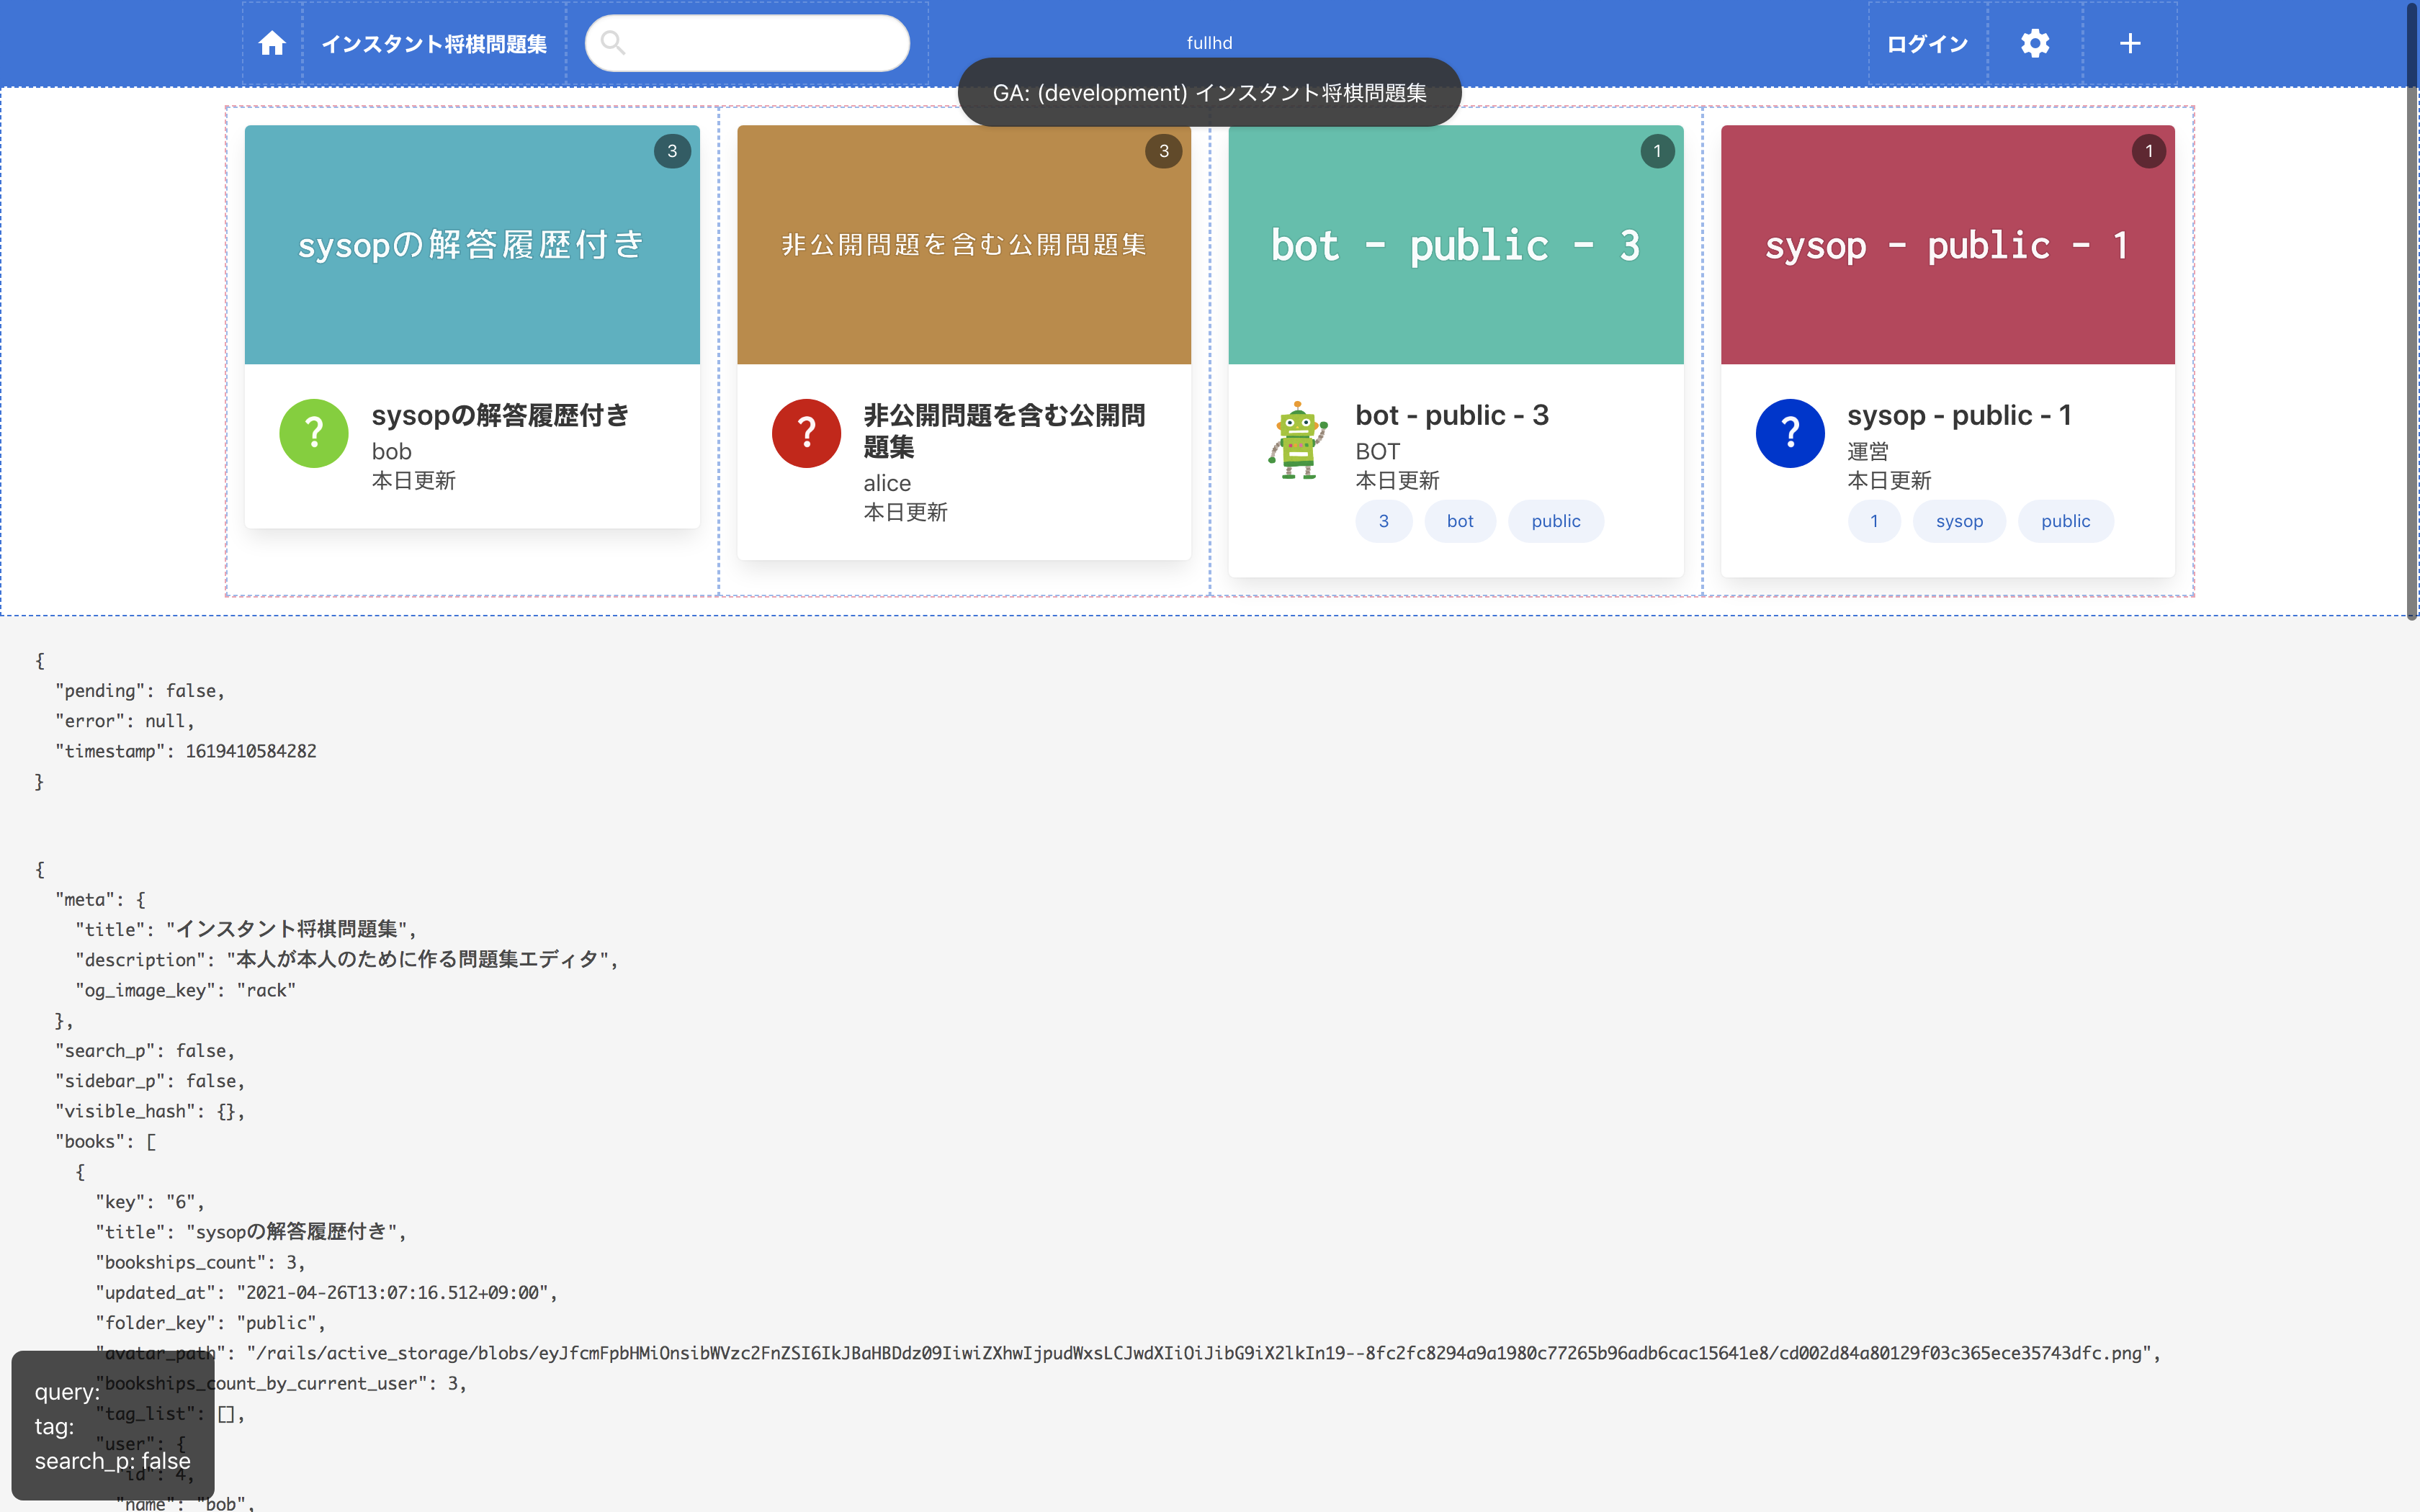 インスタント将棋問題集
fullhd
ログイン
GA: (development) インスタント将棋問題集
3
sysopの解答履歴付き
sysopの解答履歴付き
bob
本日更新
3
非公開問題を含む公開問題集
非公開問題を含む公開問
題集
alice
本日更新
1
bot - public - 3
bot - public - 3
BOT
本日更新
3 bot public
1
sysop - public - 1
sysop - public - 1
運営
本日更新
1 sysop public
{
"pending": false,
"error": null,
"timestamp": 1619410584282
}
{
"meta": {
"title": "インスタント将棋問題集",
"description": "本人が本人のために作る問題集エディタ",
"og_image_key": "rack"
},
"search_p": false,
"sidebar_p": false,
"visible_hash": {},
"books": [
{
"key": "6",
"title": "sysopの解答履歴付き",
"bookships_count": 3,
"updated_at": "2021-04-26T13:07:16.512+09:00",
"folder_key": "public",
"avatar_path": "/rails/active_storage/blobs/eyJfcmFpbHMiOnsibWVzc2FnZSI6IkJBaHBDdz09IiwiZXhwIjpudWxsLCJwdXIiOiJibG9iX2lkIn19--8fc2fc8294a9a1980c77265b96adb6cac15641e8/cd002d84a80129f03c365ece35743dfc.png",
"bookships_count_by_current_user": 3,
"tag_list": [],
"user": {
"id": 4,
"name": "bob",
query:
tag:
search_p: false